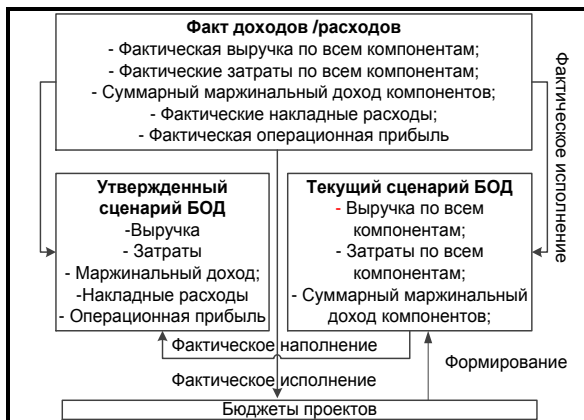 Факт доходов /расходов
- Фактическая выручка по всем компонентам;
- Фактические затраты по всем компонентам;
- Суммарный маржинальный доход компонентов;
- Фактические накладные расходы;
- Фактическая операционная прибыль
Фактическое исполнение
Утвержденный
сценарий БОД
-Выручка
- Затраты
- Маржинальный доход;
-Накладные расходы
- Операционная прибыль
Текущий сценарий БОД
- Выручка по всем
компонентам;
- Затраты по всем
компонентам;
- Суммарный маржинальный
доход компонентов;
Фактическое наполнение
Формирование
Фактическое исполнение
Бюджеты проектов